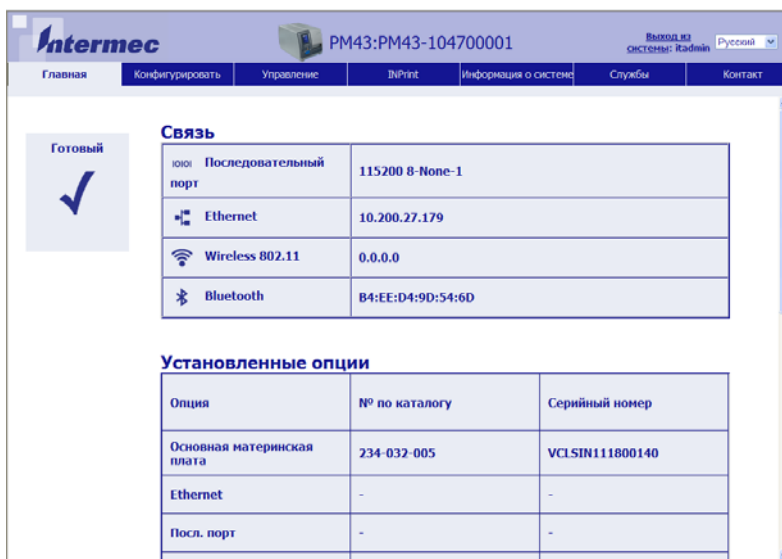 Intermec
PM43:PM43-104700001
Выход из
системы: itadmin
Русский
Главная
Конфигурировать
Управление
INPrint
Информация о системе
Службы
Контакт
Готовый
Связь
Последовательный
порт
115200 8-None-1
Ethernet
10.200.27.179
Wireless 802.11
0.0.0.0
Bluetooth
B4:EE:D4:9D:54:6D
Установленные опции
Опция
№ по каталогу
Серийный номер
Основная материнская
плата
234-032-005
VCLSIN111800140
Ethernet
-
-
Посл. порт
-
-